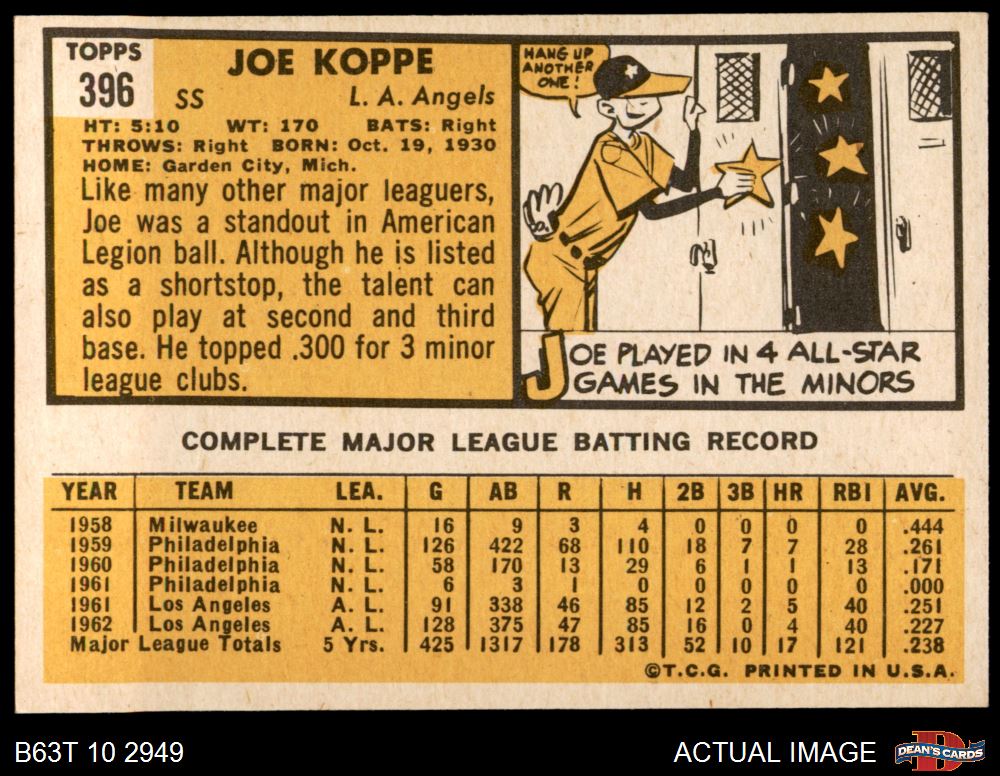 TOPPS
396
JOE KOPPE
SS L. A. Angels
HT: 5:10 WT: 170 BATS: Right
THROWS: Right BORN: Oct. 19, 1930
HOME: Garden City, Mich.
Like many other major leaguers,
Joe was a standout in American
Legion ball. Although he is listed
as a shortstop, the talent can
also play at second and third
base. He topped .300 for 3 minor
league clubs.
HANG UP
ANOTHER
ONE!
JOE PLAYED IN 4 ALL-STAR
GAMES IN THE MINORS
COMPLETE MAJOR LEAGUE BATTING RECORD
YEAR TEAM LEA. G AB R H 2B 3B HR RBI AVG.
1958 Milwaukee N. L. 16 9 3 4 0 0 0 0 .444
1959 Philadelphia N. L. 126 422 68 110 18 7 7 28 .261
1960 Philadelphia N. L. 58 170 13 29 6 1 1 13 .171
1961 Philadelphia N. L. 6 3 1 0 0 0 0 0 .000
1961 Los Angeles A. L. 91 338 46 85 12 2 5 40 .251
1962 Los Angeles A. L. 128 375 47 85 16 0 4 40 .227
Major League Totals 5 Yrs. 425 1317 178 313 52 10 17 121 .238
©T.C.G. PRINTED IN U.S.A.
B63T 10 2949 ACTUAL IMAGE DEAN'S CARDS